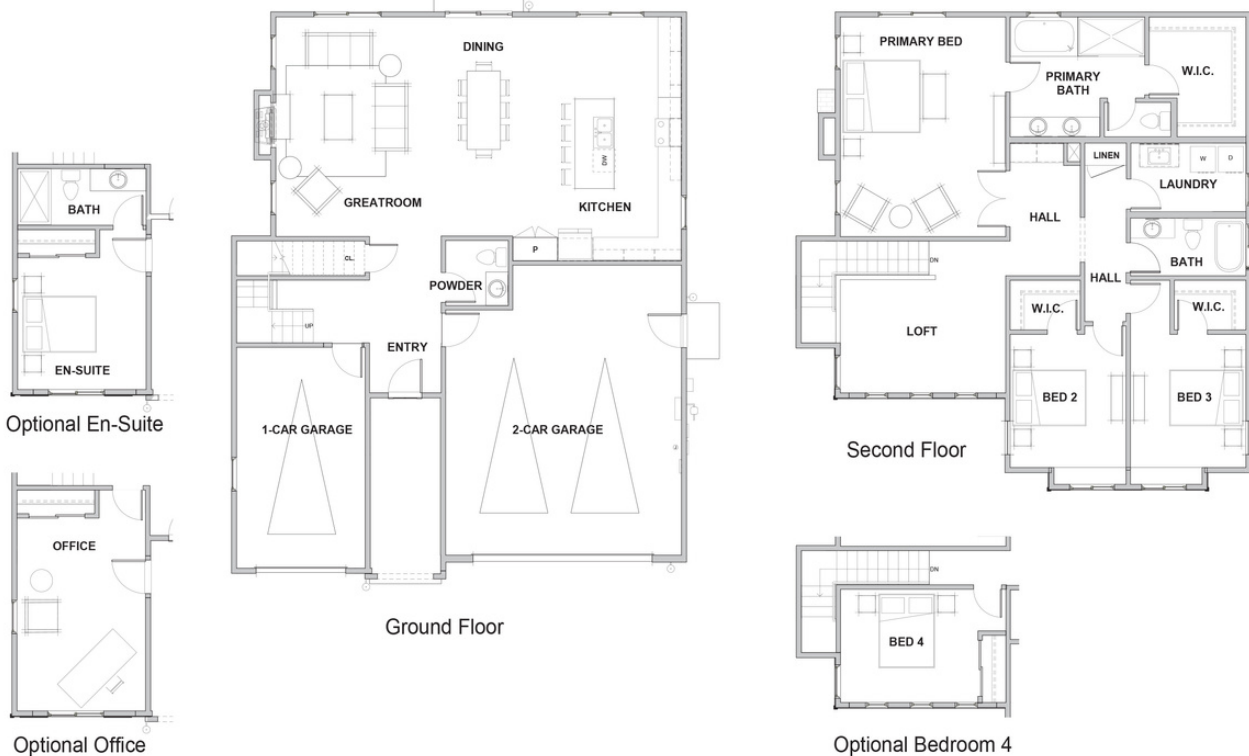 BATH
EN-SUITE
Optional En-Suite
OFFICE
Optional Office
DINING
GREATROOM
DW
KITCHEN
P
CL.
POWDER
UP
ENTRY
1-CAR GARAGE
2-CAR GARAGE
Ground Floor
PRIMARY BED
PRIMARY
BATH
W.I.C.
LINEN
W
D
LAUNDRY
HALL
DN
BATH
HALL
W.I.C.
W.I.C.
LOFT
BED 2
BED 3
Second Floor
DN
BED 4
Optional Bedroom 4